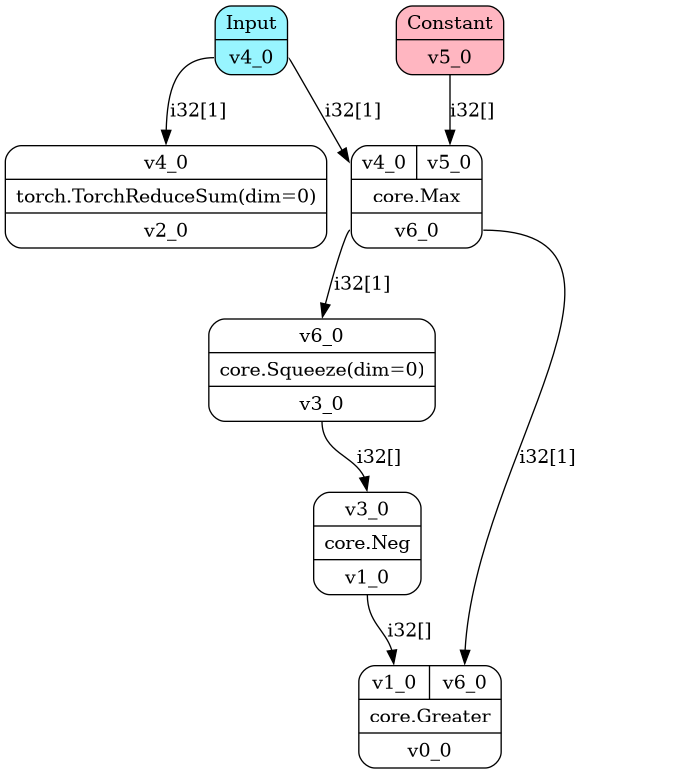 Input
v4_0
Constant
v5_0
i32[1]
i32[1]
i32[]
v4_0
torch.TorchReduceSum(dim=0)
v2_0
v4_0 v5_0
core.Max
v6_0
i32[1]
v6_0
core.Squeeze(dim=0)
v3_0
i32[]
i32[1]
v3_0
core.Neg
v1_0
i32[]
v1_0 v6_0
core.Greater
v0_0